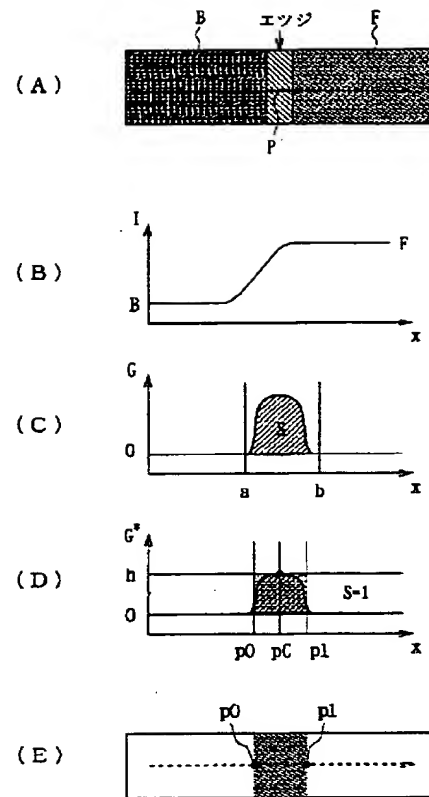 B エッジ F
(A)
P
I
(B)
F
B
x
G
(C)
S
0
a b
x
G*
(D)
h
S=1
0
p0 pC p1
x
p0 p1
(E)